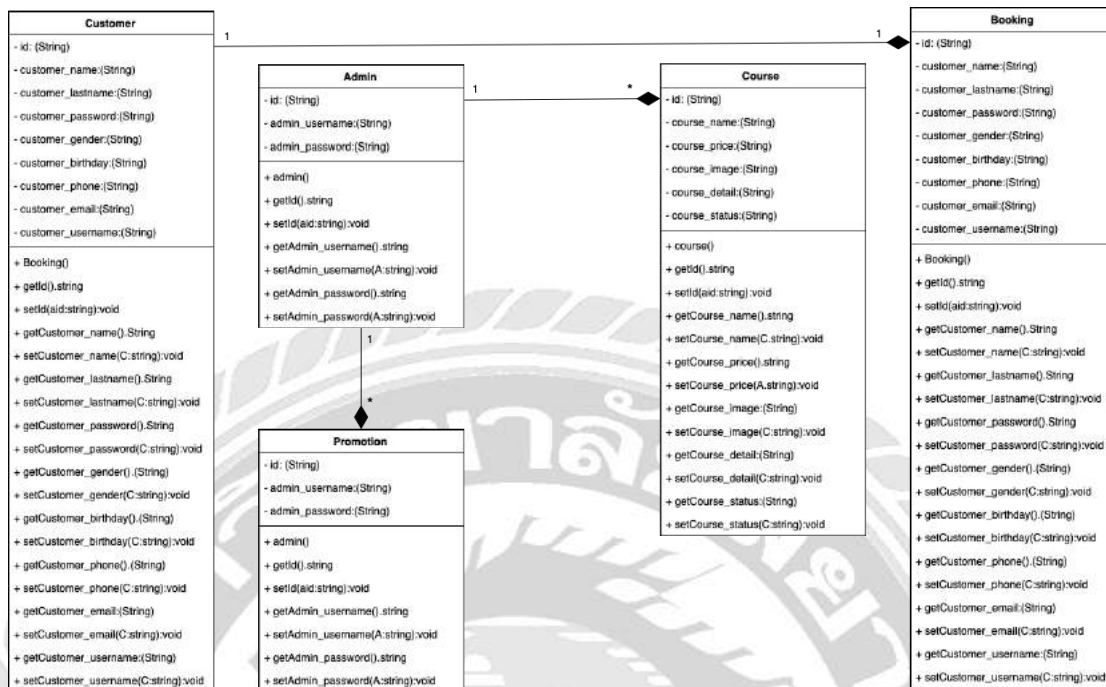 Customer
- id: (String)
- customer_name:(String)
- customer_lastname:(String)
- customer_password:(String)
- customer_gender:(String)
- customer_birthday:(String)
- customer_phone:(String)
- customer_email:(String)
- customer_username:(String)
+ Booking()
+ getId().string
+ setId(aid:string):void
+ getCustomer_name().String
+ setCustomer_name(C:string):void
+ getCustomer_lastname().String
+ setCustomer_lastname(C:string):void
+ getCustomer_password().String
+ setCustomer_password(C:string):void
+ getCustomer_gender().(String)
+ setCustomer_gender(C:string):void
+ getCustomer_birthday().(String)
+ setCustomer_birthday(C:string):void
+ getCustomer_phone().(String)
+ setCustomer_phone(C:string):void
+ getCustomer_email:(String)
+ setCustomer_email(C:string):void
+ getCustomer_username:(String)
+ setCustomer_username(C:string):void
1
1
Admin
- id: (String)
- admin_username:(String)
- admin_password:(String)
+ admin()
+ getId().string
+ setId(aid:string):void
+ getAdmin_username().string
+ setAdmin_username(A:string):void
+ getAdmin_password().string
+ setAdmin_password(A:string):void
1
*
1
*
Promotion
- id: (String)
- admin_username:(String)
- admin_password:(String)
+ admin()
+ getId().string
+ setId(aid:string):void
+ getAdmin_username().string
+ setAdmin_username(A:string):void
+ getAdmin_password().string
+ setAdmin_password(A:string):void
Course
- id: (String)
- course_name:(String)
- course_price:(String)
- course_image:(String)
- course_detail:(String)
- course_status:(String)
+ course()
+ getId().string
+ setId(aid:string):void
+ getCourse_name().string
+ setCourse_name(C:string):void
+ getCourse_price().string
+ setCourse_price(A.string):void
+ getCourse_image:(String)
+ setCourse_image(C:string):void
+ getCourse_detail:(String)
+ setCourse_detail(C:string):void
+ getCourse_status:(String)
+ setCourse_status(C:string):void
Booking
- id: (String)
- customer_name:(String)
- customer_lastname:(String)
- customer_password:(String)
- customer_gender:(String)
- customer_birthday:(String)
- customer_phone:(String)
- customer_email:(String)
- customer_username:(String)
+ Booking()
+ getId().string
+ setId(aid:string):void
+ getCustomer_name().String
+ setCustomer_name(C:string):void
+ getCustomer_lastname().String
+ setCustomer_lastname(C:string):void
+ getCustomer_password().String
+ setCustomer_password(C:string):void
+ getCustomer_gender().(String)
+ setCustomer_gender(C:string):void
+ getCustomer_birthday().(String)
+ setCustomer_birthday(C:string):void
+ getCustomer_phone().(String)
+ setCustomer_phone(C:string):void
+ getCustomer_email:(String)
+ setCustomer_email(C:string):void
+ getCustomer_username:(String)
+ setCustomer_username(C:string):void